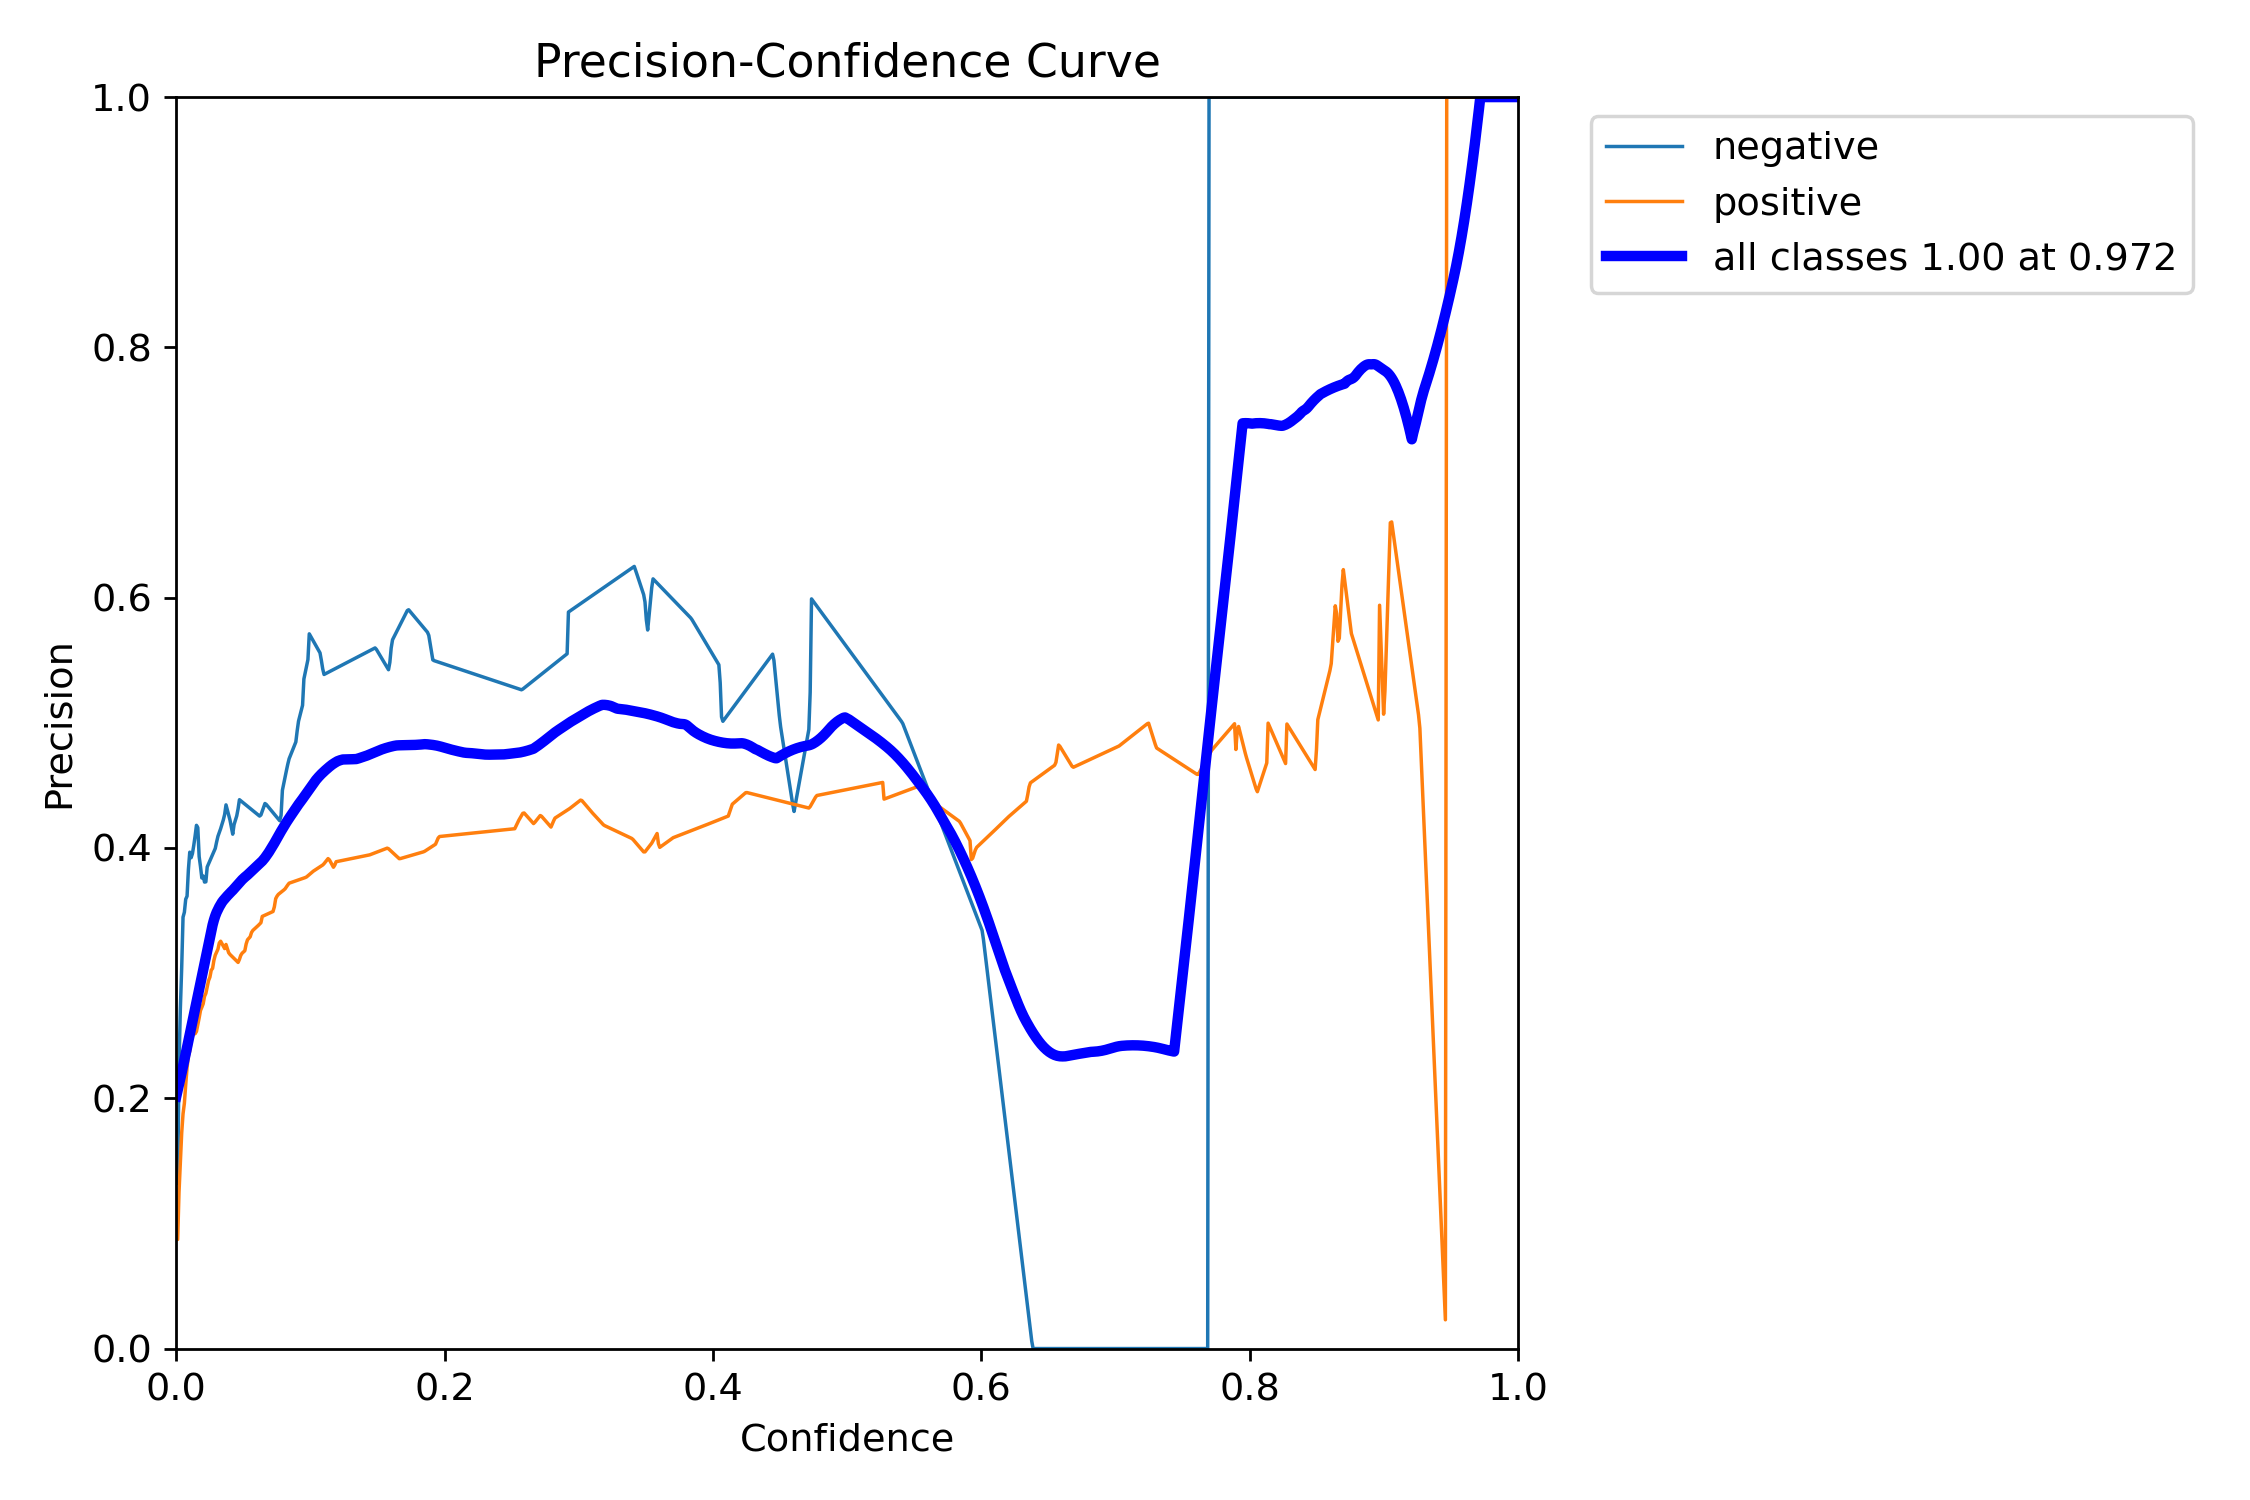 Precision-Confidence Curve
1.0
0.8
0.6
0.4
0.2
0.0
Precision
0.0 0.2 0.4 0.6 0.8 1.0
Confidence
negative
positive
all classes 1.00 at 0.972